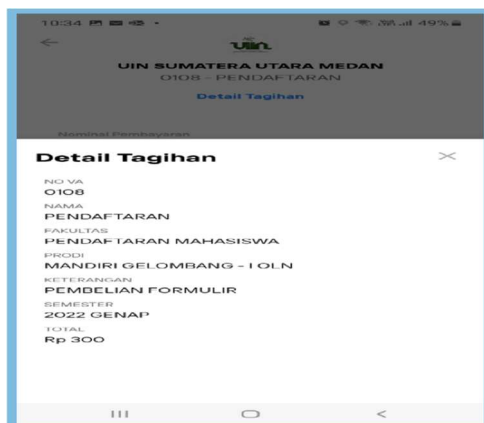 10:34
49%
UIN
UIN SUMATERA UTARA MEDAN
0108 - PENDAFTARAN
Detail Tagihan
Nominal Pembayaran
Detail Tagihan
NO VA
0108
NAMA
PENDAFTARAN
FAKULTAS
PENDAFTARAN MAHASISWA
PRODI
MANDIRI GELOMBANG - I OLN
KETERANGAN
PEMBELIAN FORMULIR
SEMESTER
2022 GENAP
TOTAL
Rp 300